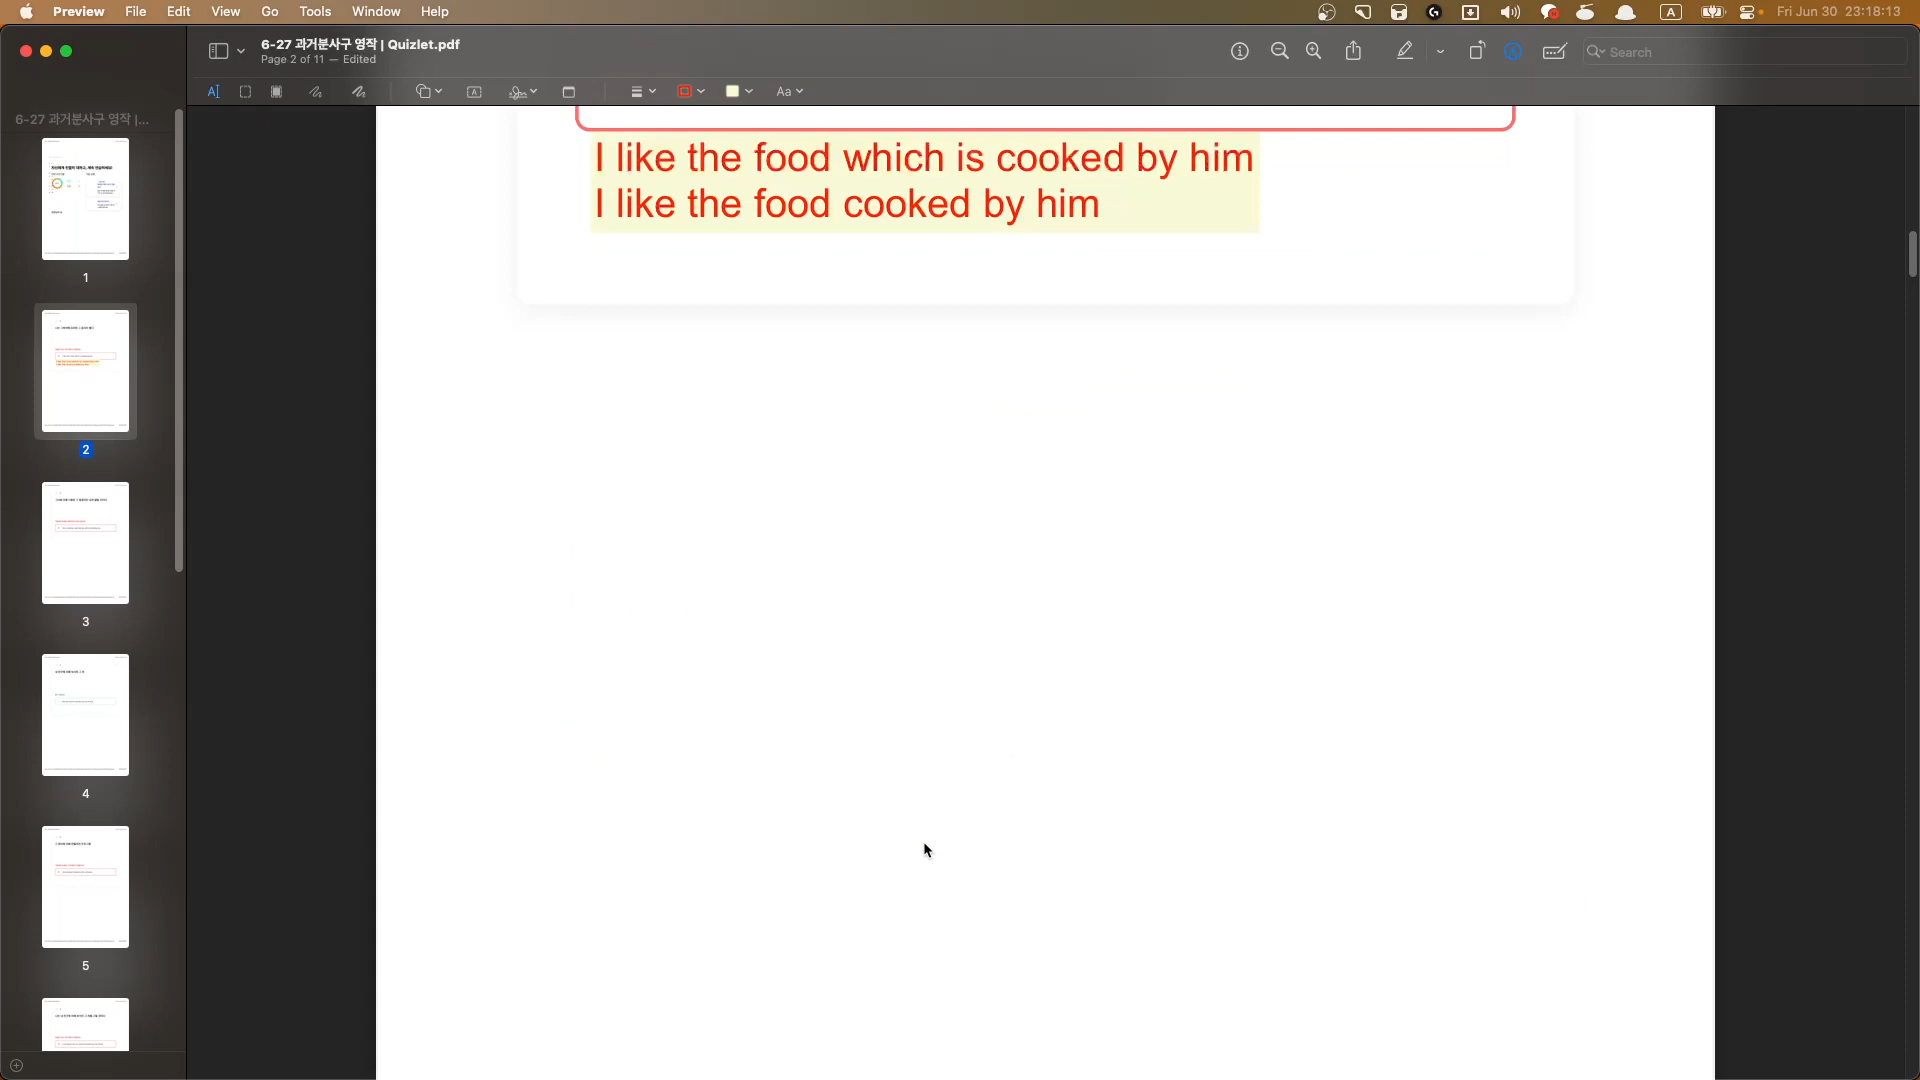 Preview File Edit View Go Tools Window Help
A
Fri Jun 30 23:18:13
6-27 과거분사구 영작 | Quizlet.pdf
Page 2 of 11 — Edited
Search
Aa
6-27 과거분사구 영작 |...
1
2
3
4
5
I like the food which is cooked by him
I like the food cooked by him